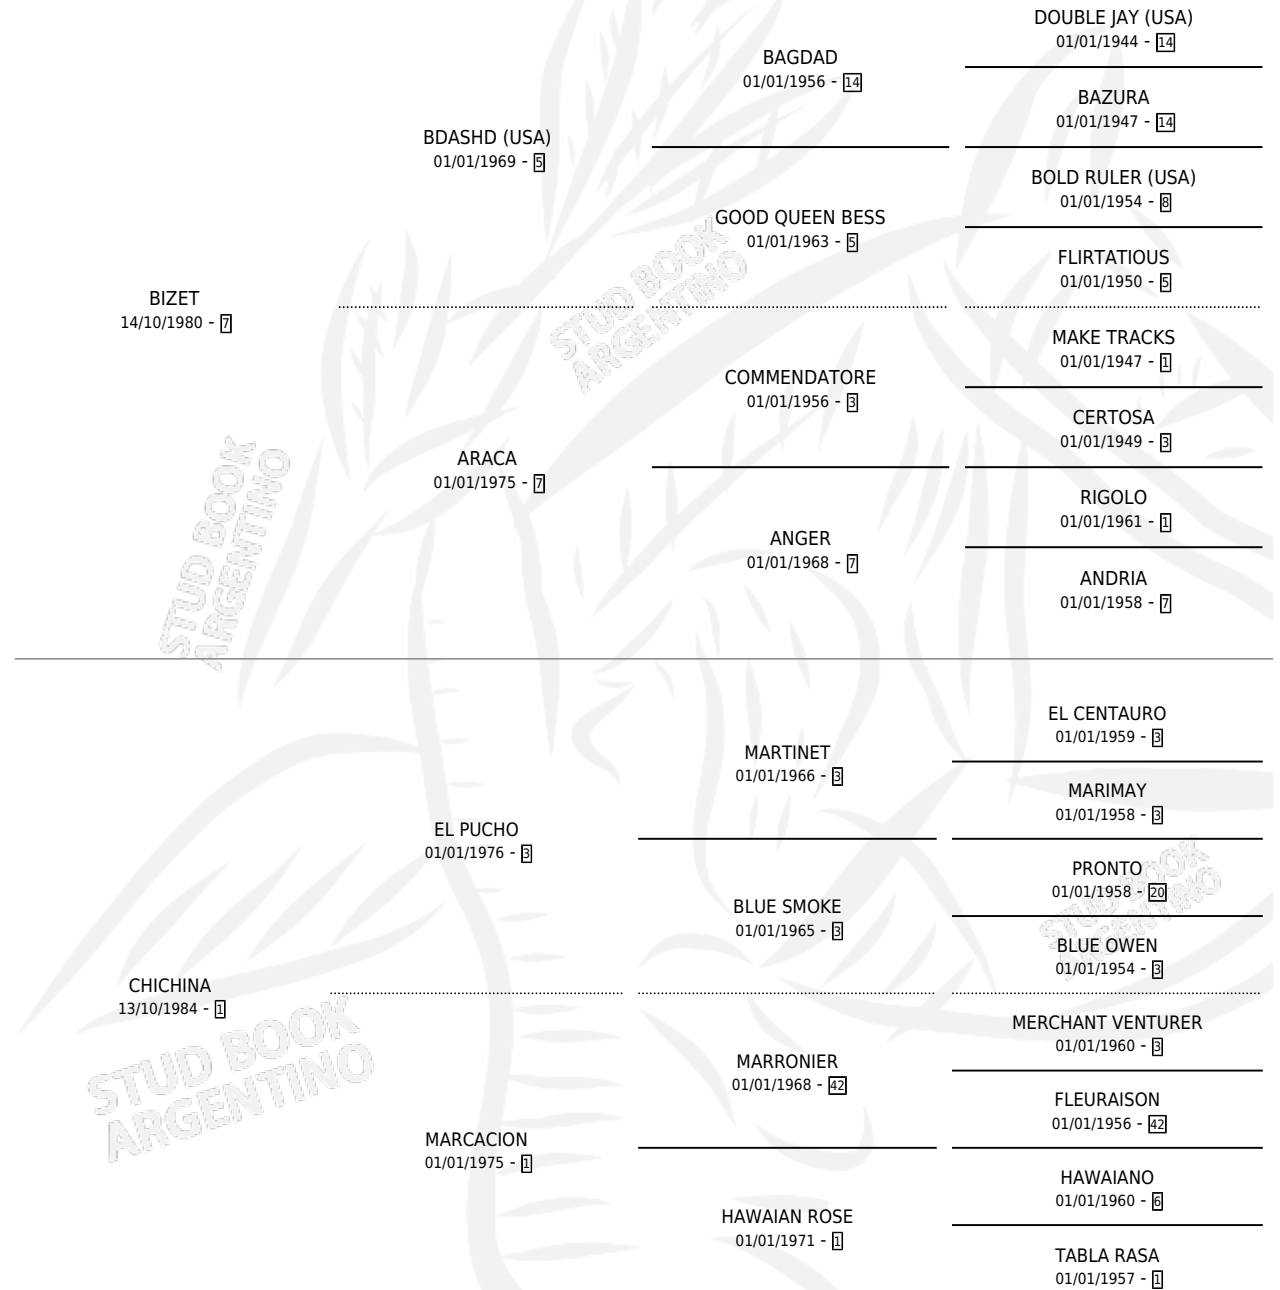 DOUBLE JAY (USA)
01/01/1944 - 14
BAGDAD
01/01/1956 - 14
BAZURA
01/01/1947 - 14
BDASHD (USA)
01/01/1969 - 5
BOLD RULER (USA)
01/01/1954 - 8
GOOD QUEEN BESS
01/01/1963 - 5
FLIRTATIOUS
01/01/1950 - 5
BIZET
14/10/1980 - 7
STUD BOOK
ARGENTINO
MAKE TRACKS
01/01/1947 - 1
COMMENDATORE
01/01/1956 - 3
CERTOSA
01/01/1949 - 3
ARACA
01/01/1975 - 7
RIGOLO
01/01/1961 - 1
ANGER
01/01/1968 - 7
ANDRIA
01/01/1958 - 7
STUD BOOK
ARGENTINO
EL CENTAURO
01/01/1959 - 3
MARTINET
01/01/1966 - 3
MARIMAY
01/01/1958 - 3
EL PUCHO
01/01/1976 - 3
PRONTO
01/01/1958 - 20
BLUE SMOKE
01/01/1965 - 3
STUD BOOK
ARGENTINO
BLUE OWEN
01/01/1954 - 3
CHICHINA
13/10/1984 - 1
MERCHANT VENTURER
01/01/1960 - 3
MARRONIER
01/01/1968 - 42
FLEURAISON
01/01/1956 - 42
STUD BOOK
ARGENTINO
MARCACION
01/01/1975 - 1
HAWAIANO
01/01/1960 - 6
HAWAIAN ROSE
01/01/1971 - 1
TABLA RASA
01/01/1957 - 1